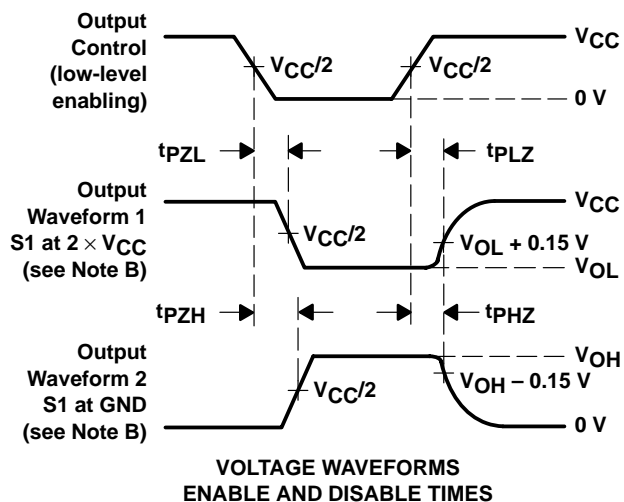 Output
Control
(low-level
enabling)
VCC/2
VCC/2
VCC
0 V
tPZL
tPLZ
Output
Waveform 1
S1 at 2 × VCC
(see Note B)
VCC/2
VCC
VOL + 0.15 V
VOL
tPZH
tPHZ
Output
Waveform 2
S1 at GND
(see Note B)
VCC/2
VOH
VOH – 0.15 V
0 V
VOLTAGE WAVEFORMS
ENABLE AND DISABLE TIMES